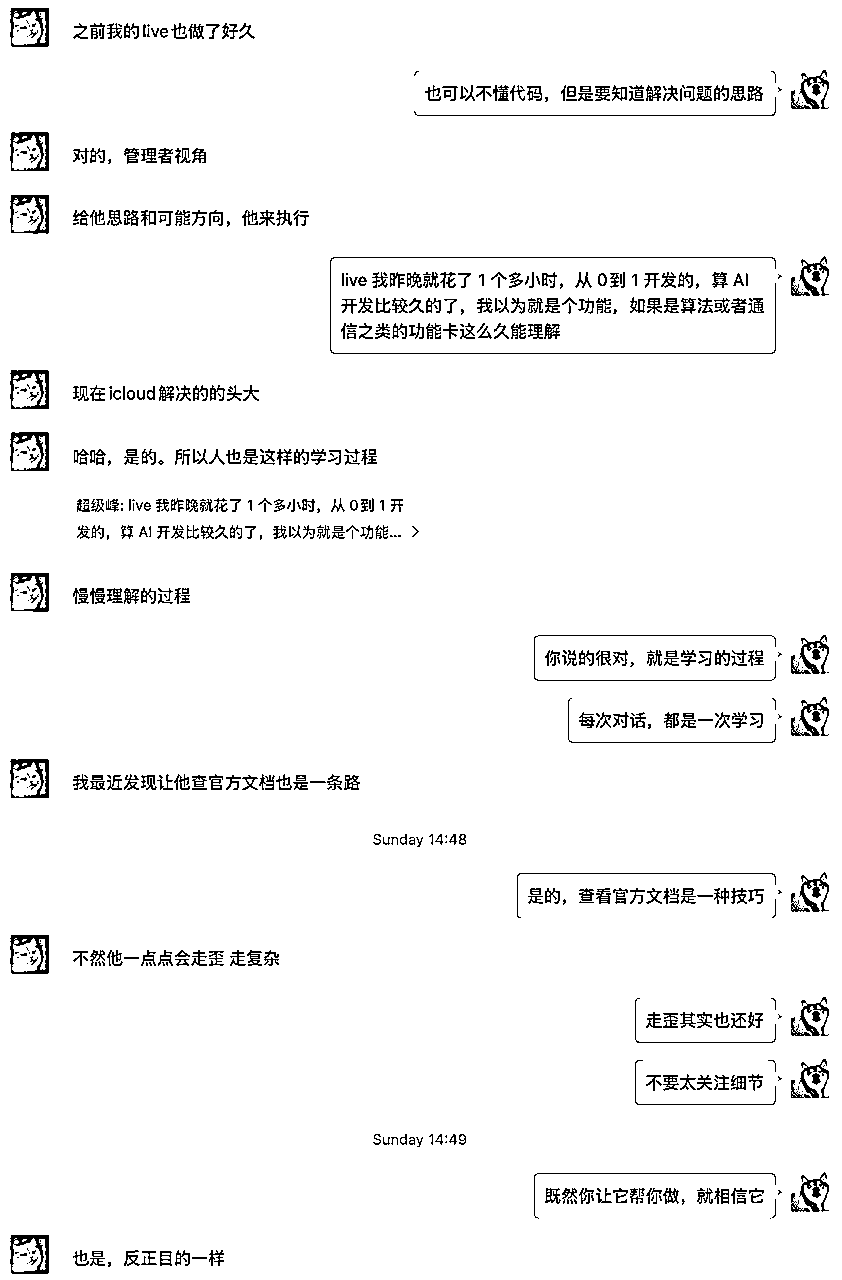 之前我的live也做了好久
也可以不懂代码，但是要知道解决问题的思路
对的，管理者视角
给他思路和可能方向，他来执行
live 我昨晚就花了 1 个多小时，从 0 到 1 开发的，算 AI
开发比较久的了，我以为就是个功能，如果是算法或者通
信之类的功能卡这么久能理解
现在icloud解决的的头大
哈哈，是的。所以人也是这样的学习过程
超级峰: live 我昨晚就花了 1 个多小时，从 0 到 1 开
发的，算 AI 开发比较久的了，我以为就是个功能...
慢慢理解的过程
你说的很对，就是学习的过程
每次对话，都是一次学习
我最近发现让他查官方文档也是一条路
Sunday 14:48
是的，查看官方文档是一种技巧
不然他一点点会走歪 走复杂
走歪其实也还好
不要太关注细节
Sunday 14:49
既然你让它帮你做，就相信它
也是，反正目的一样